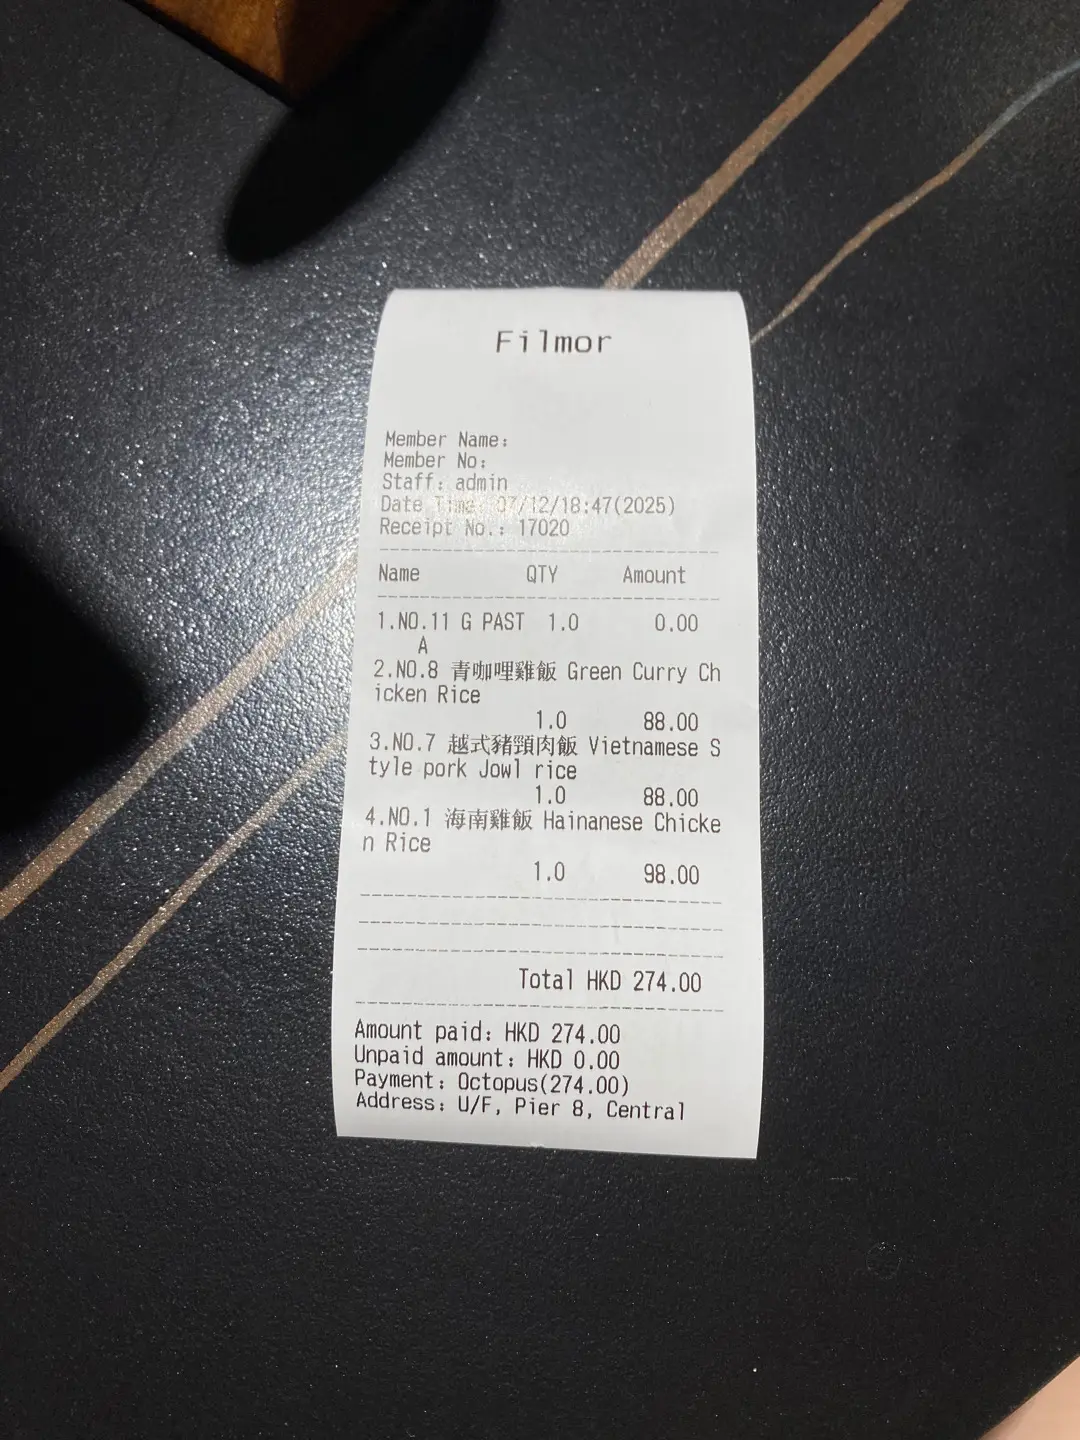 Filmor
Member Name:
Member No:
Staff: admin
Date Time: 07/12/18:47(2025)
Receipt No.: 17020
Name QTY Amount
1.NO.11 G PAST 1.0 0.00
A
2.NO.8 青咖哩雞飯 Green Curry Ch
icken Rice
1.0 88.00
3.NO.7 越式豬頸肉飯 Vietnamese S
tyle pork Jowl rice
1.0 88.00
4.NO.1 海南雞飯 Hainanese Chicke
n Rice
1.0 98.00
Total HKD 274.00
Amount paid: HKD 274.00
Unpaid amount: HKD 0.00
Payment: Octopus(274.00)
Address: U/F, Pier 8, Central